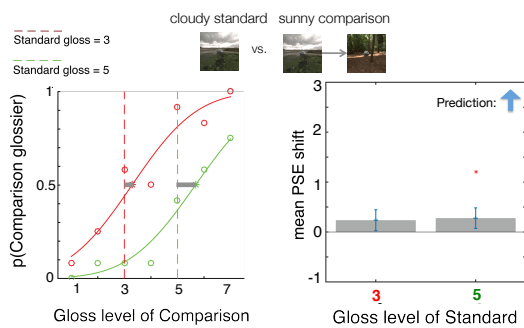 cloudy standard sunny comparison
vs.
Standard gloss = 3
Standard gloss = 5
p(Comparison glossier)
1
0.5
0
1 3 5 7
Gloss level of Comparison
Prediction:
mean PSE shift
3
2
1
0
-1
3 5
Gloss level of Standard
*